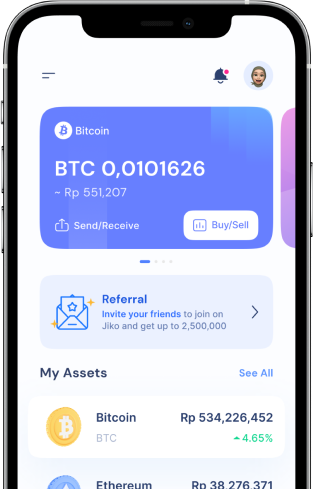 Bitcoin
BTC 0,0101626
~ Rp 551,207
Send/Receive
Buy/Sell
Referral
Invite your friends to join on
Jiko and get up to 2,500,000
My Assets
See All
Bitcoin
Rp 534,226,452
BTC
4.65%
Ethereum
Rp 38,276,371